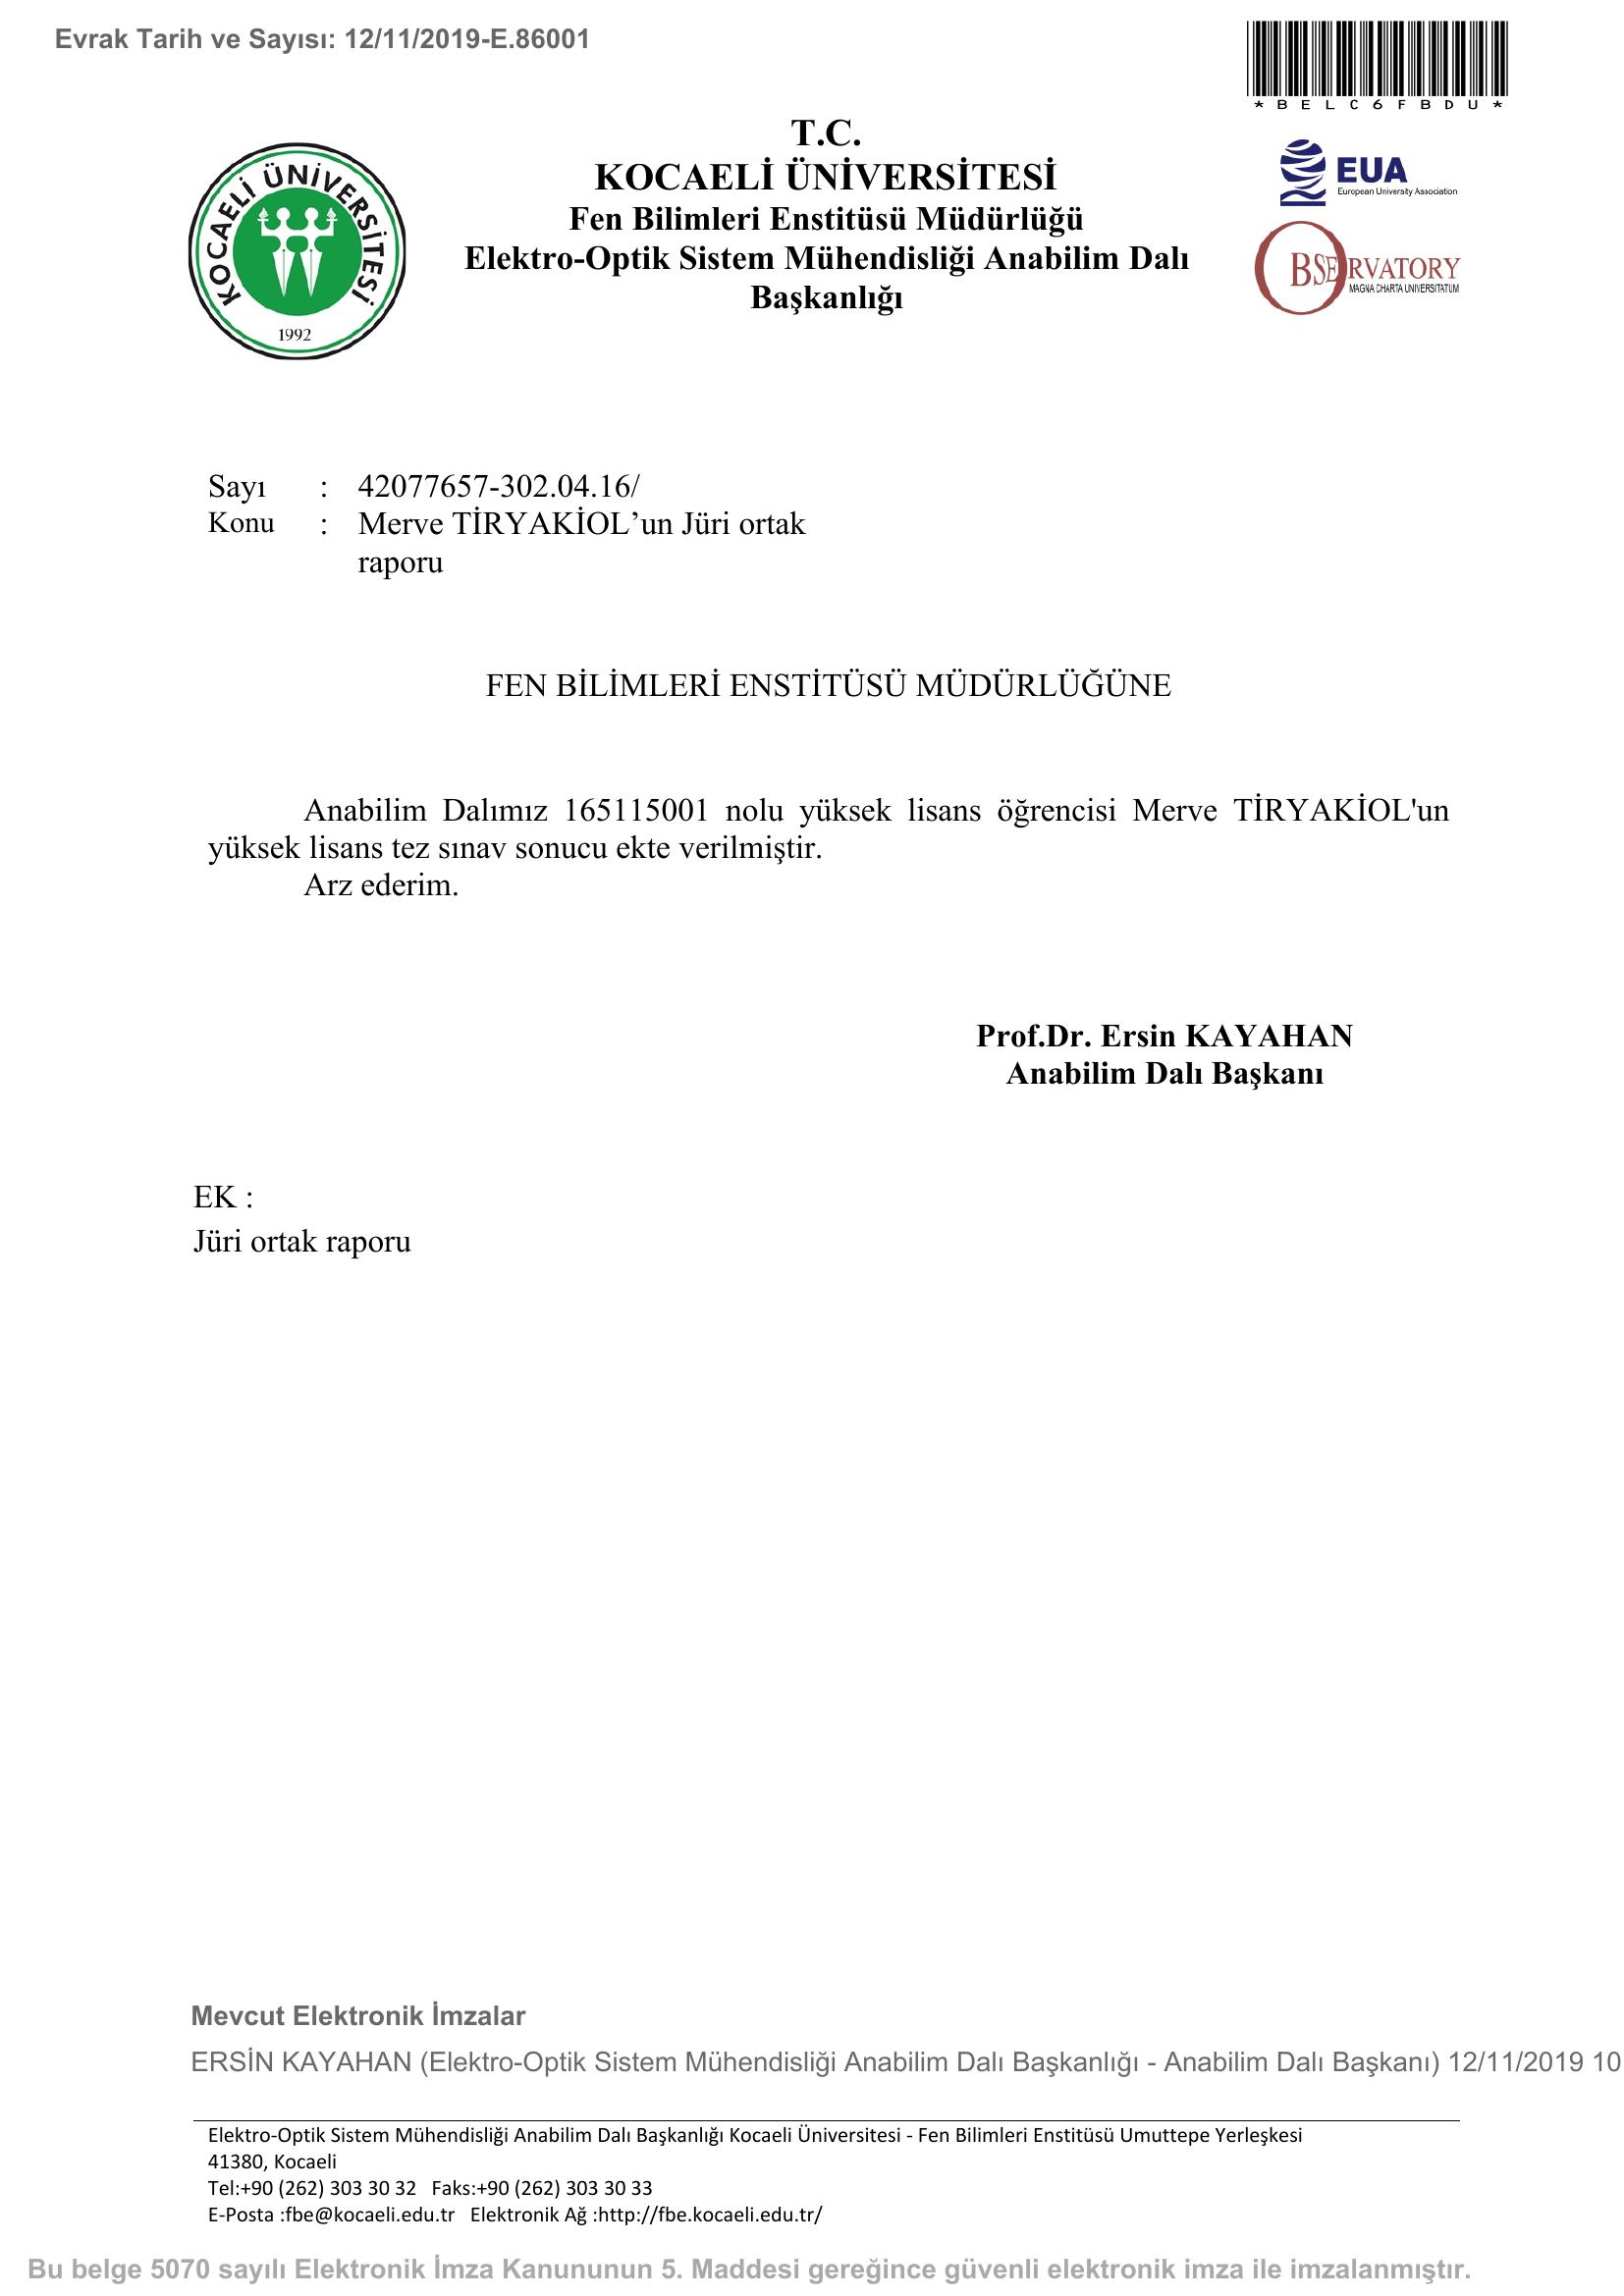 Evrak Tarih ve Sayısı: 12/11/2019-E.86001
*BELC6FBDU*
T.C.
KOCAELİ ÜNİVERSİTESİ
Fen Bilimleri Enstitüsü Müdürlüğü
Elektro-Optik Sistem Mühendisliği Anabilim Dalı
Başkanlığı
KOCAELİ ÜNİVERSİTESİ
1992
EUA
European University Association
OBSERVATORY
MAGNA CHARTA UNIVERSITATUM
Sayı : 42077657-302.04.16/
Konu : Merve TİRYAKİOL’un Jüri ortak
raporu
FEN BİLİMLERİ ENSTİTÜSÜ MÜDÜRLÜĞÜNE
Anabilim Dalımız 165115001 nolu yüksek lisans öğrencisi Merve TİRYAKİOL'un
yüksek lisans tez sınav sonucu ekte verilmiştir.
Arz ederim.
Prof.Dr. Ersin KAYAHAN
Anabilim Dalı Başkanı
EK :
Jüri ortak raporu
Mevcut Elektronik İmzalar
ERSİN KAYAHAN (Elektro-Optik Sistem Mühendisliği Anabilim Dalı Başkanlığı - Anabilim Dalı Başkanı) 12/11/2019 10
Elektro-Optik Sistem Mühendisliği Anabilim Dalı Başkanlığı Kocaeli Üniversitesi - Fen Bilimleri Enstitüsü Umuttepe Yerleşkesi
41380, Kocaeli
Tel:+90 (262) 303 30 32 Faks:+90 (262) 303 30 33
E-Posta :fbe@kocaeli.edu.tr Elektronik Ağ :http://fbe.kocaeli.edu.tr/
Bu belge 5070 sayılı Elektronik İmza Kanununun 5. Maddesi gereğince güvenli elektronik imza ile imzalanmıştır.